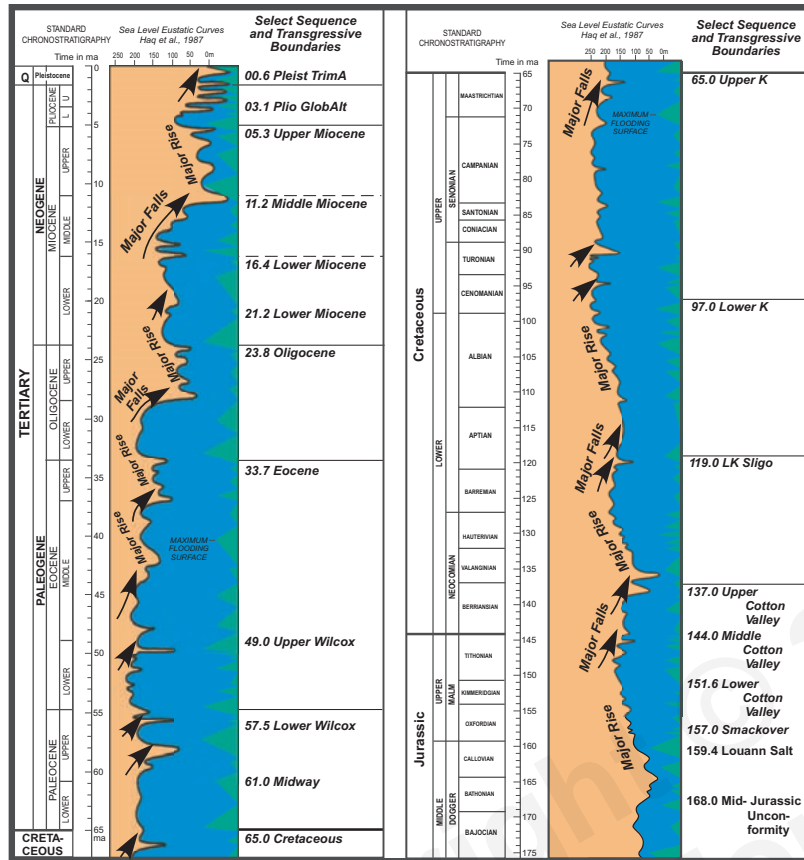 STANDARD
CHRONOSTRATIGRAPHY
Sea Level Eustatic Curves
Haq et al., 1987
Select Sequence
and Transgressive
Boundaries
Time in ma
250
200
150
100
50
0m
Q
Pleistocene
TERTIARY
NEOGENE
PLIOCENE
U
L
MIOCENE
UPPER
MIDDLE
LOWER
PALEOGENE
OLIGOCENE
UPPER
LOWER
EOCENE
UPPER
MIDDLE
LOWER
PALEOCENE
UPPER
LOWER
CRETA-
CEOUS
0
5
10
15
20
25
30
35
40
45
50
55
60
65
ma
Major Rise
Major Falls
Major Rise
Major
Falls
Major Rise
Major Rise
MAXIMUM—
FLOODING
SURFACE
00.6 Pleist TrimA
03.1 Plio GlobAlt
05.3 Upper Miocene
11.2 Middle Miocene
16.4 Lower Miocene
21.2 Lower Miocene
23.8 Oligocene
33.7 Eocene
49.0 Upper Wilcox
57.5 Lower Wilcox
61.0 Midway
65.0 Cretaceous
STANDARD
CHRONOSTRATIGRAPHY
Sea Level Eustatic Curves
Haq et al., 1987
Select Sequence
and Transgressive
Boundaries
Time in ma
250
200
150
100
50
0m
Cretaceous
UPPER
SENONIAN
MAASTRICHTIAN
CAMPANIAN
SANTONIAN
CONIACIAN
TURONIAN
CENOMANIAN
LOWER
ALBIAN
APTIAN
BARREMIAN
NEOCOMIAN
HAUTERIVIAN
VALANGINIAN
BERRIANSIAN
Jurassic
UPPER
MALM
TITHONIAN
KIMMERIDGIAN
OXFORDIAN
MIDDLE
DOGGER
CALLOVIAN
BATHONIAN
BAJOCIAN
65
65
70
75
80
85
90
95
100
105
110
115
120
125
130
135
140
145
150
155
160
165
170
175
Major Falls
MAXIMUM—
FLOODING
SURFACE
Major Rise
Major Falls
Major Rise
Major Falls
Major Rise
65.0 Upper K
97.0 Lower K
119.0 LK Sligo
137.0 Upper
Cotton
Valley
144.0 Middle
Cotton
Valley
151.6 Lower
Cotton
Valley
157.0 Smackover
159.4 Louann Salt
168.0 Mid- Jurassic
Uncon-
formity